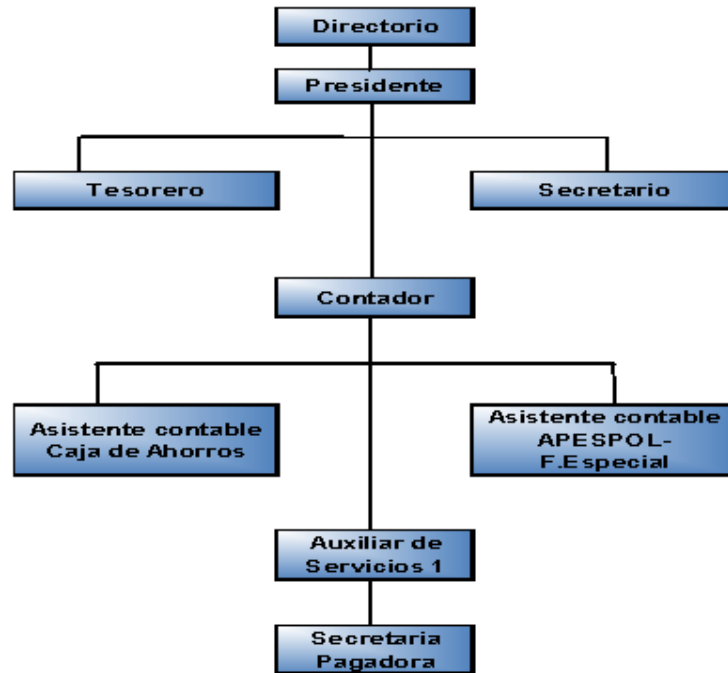 Directorio
Presidente
Tesorero
Secretario
Contador
Asistente contable
Caja de Ahorros
Asistente contable
APESPOL-
F.Especial
Auxiliar de
Servicios 1
Secretaria
Pagadora